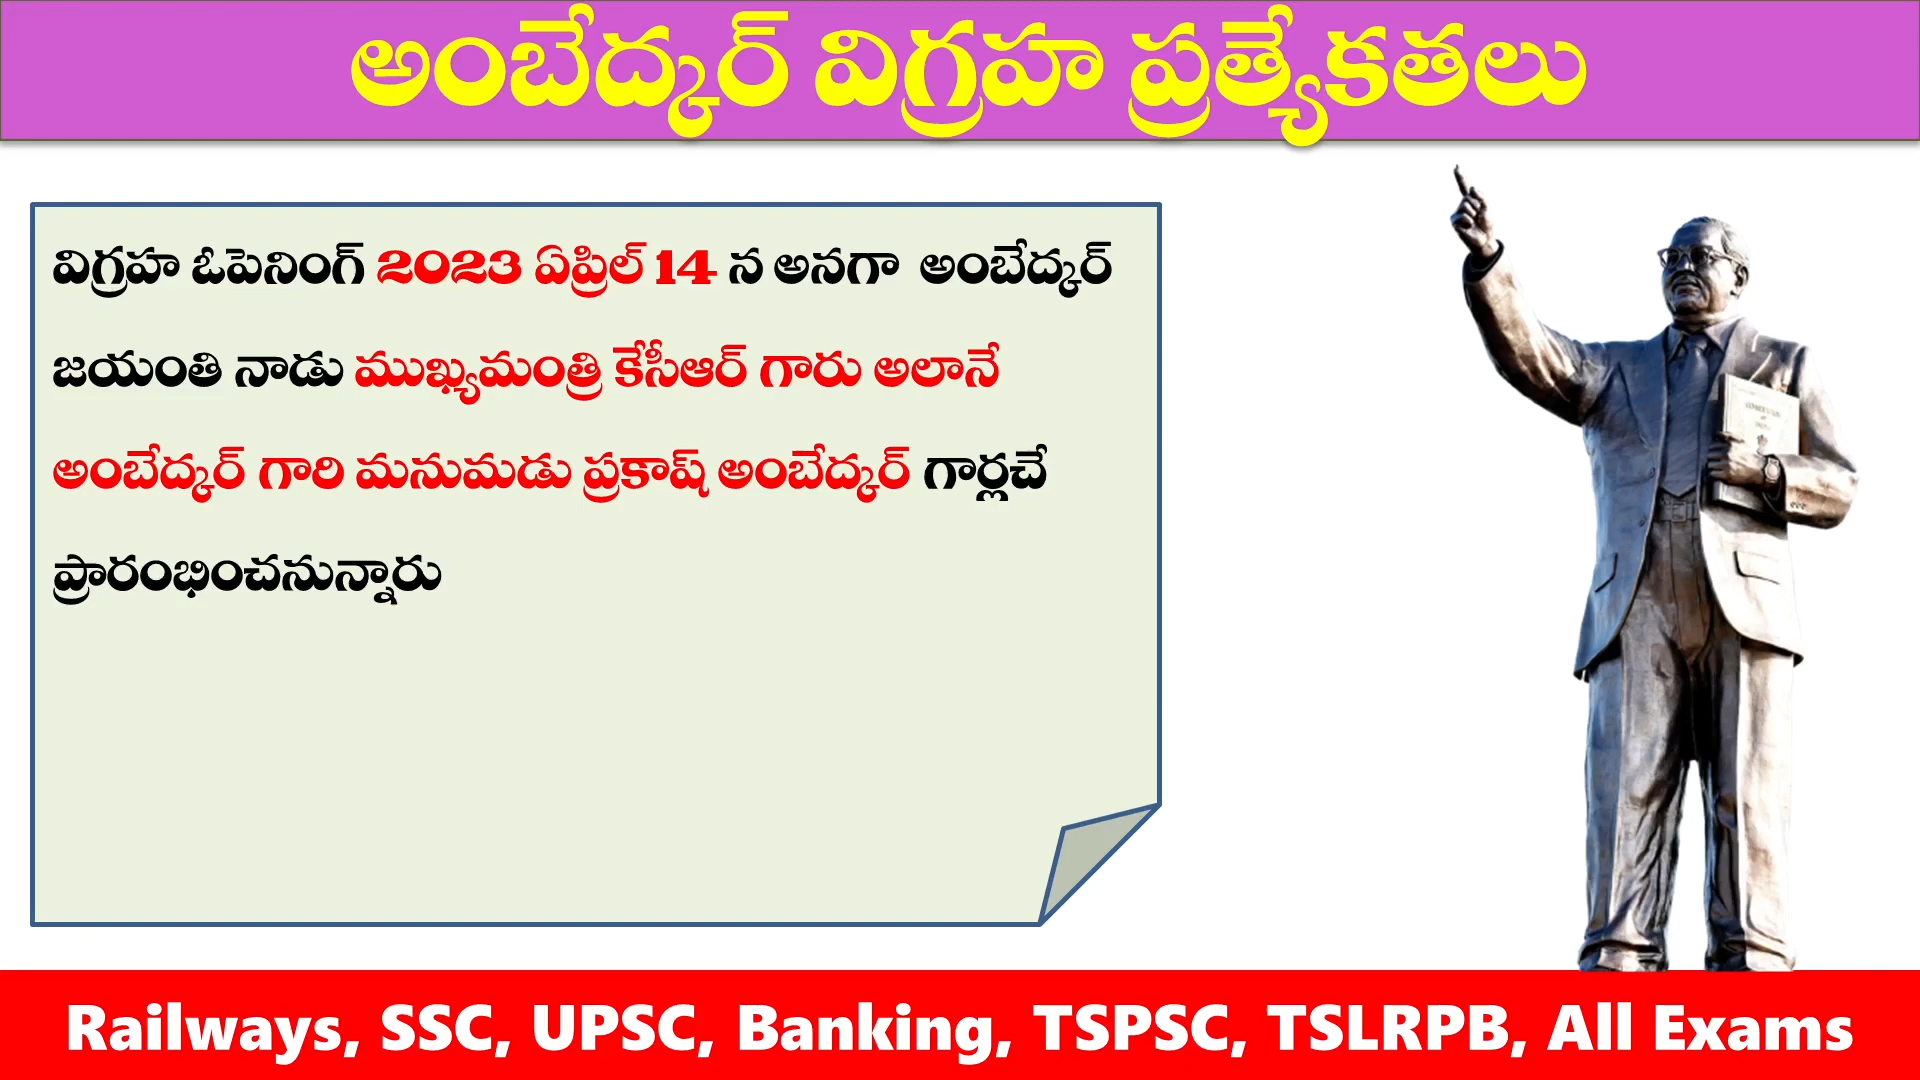 అంబేద్కర్ విగ్రహ ప్రత్యేకతలు
విగ్రహ ఓపెనింగ్ 2023 ఏప్రిల్ 14 న అనగా అంబేద్కర్
జయంతి నాడు ముఖ్యమంత్రి కేసీఆర్ గారు అలానే
అంబేద్కర్ గారి మనుమడు ప్రకాష్ అంబేద్కర్ గార్లచే
ప్రారంభించనున్నారు
Railways, SSC, UPSC, Banking, TSPSC, TSLRPB, All Exams